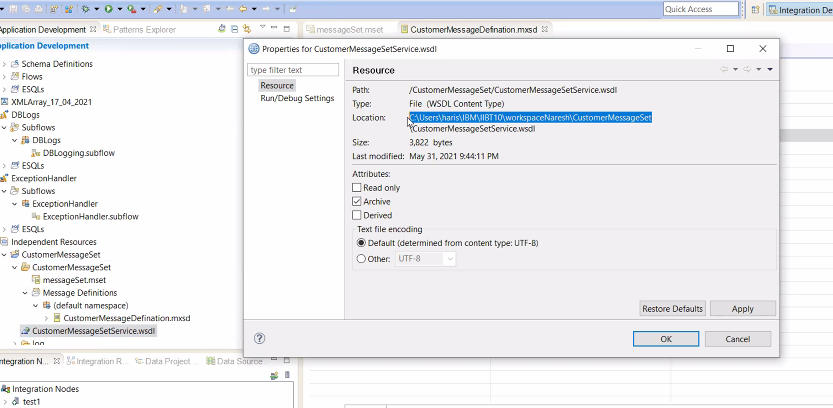 Quick Access
Integration De
Application Development
Patterns Explorer
messageSet.mset
CustomerMessageDefination.mxsd
pplication Development
Schema Definitions
Flows
ESQLs
XMLArray_17_04_2021
DBLogs
Subflows
DBLogs
DBLogging.subflow
ESQLs
ExceptionHandler
Subflows
ExceptionHandler
ExceptionHandler.subflow
ESQLs
Independent Resources
CustomerMessageSet
CustomerMessageSet
messageSet.mset
Message Definitions
(default namespace)
CustomerMessageDefination.mxsd
CustomerMessageSetService.wsdl
log
ntegration N...
Integration R...
Data Project ...
Data Source
Integration Nodes
test1
Properties for CustomerMessageSetService.wsdl
type filter text
Resource
Run/Debug Settings
Resource
Path: /CustomerMessageSet/CustomerMessageSetService.wsdl
Type: File (WSDL Content Type)
Location: C:\Users\haris\IBM\IIBT10\workspaceNaresh\CustomerMessageSet
\CustomerMessageSetService.wsdl
Size: 3,822 bytes
Last modified: May 31, 2021 9:44:11 PM
Attributes:
Read only
Archive
Derived
Text file encoding
Default (determined from content type: UTF-8)
Other: UTF-8
Restore Defaults
Apply
OK
Cancel